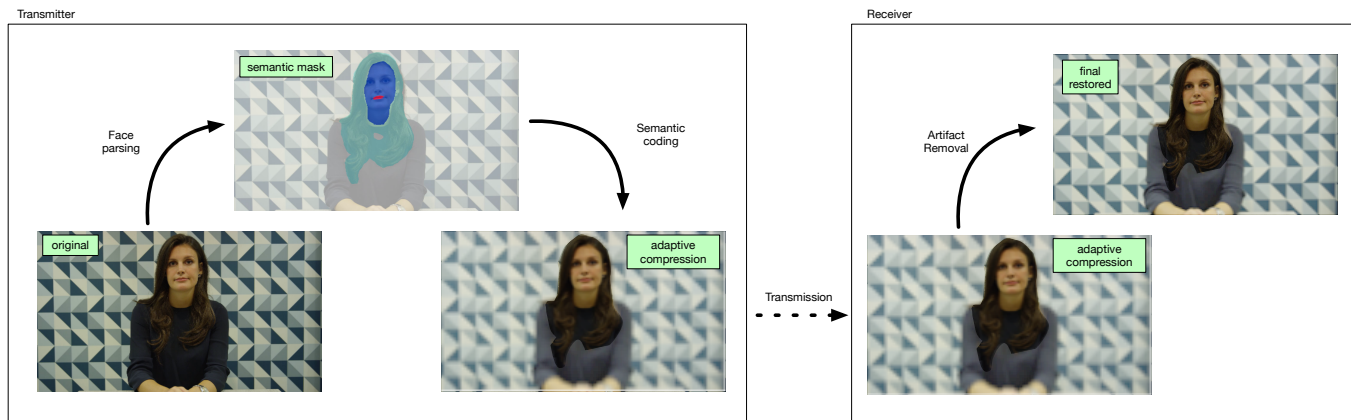 Transmitter
Receiver
semantic mask
final
restored
Face
parsing
Semantic
coding
Artifact
Removal
original
adaptive
compression
adaptive
compression
Transmission